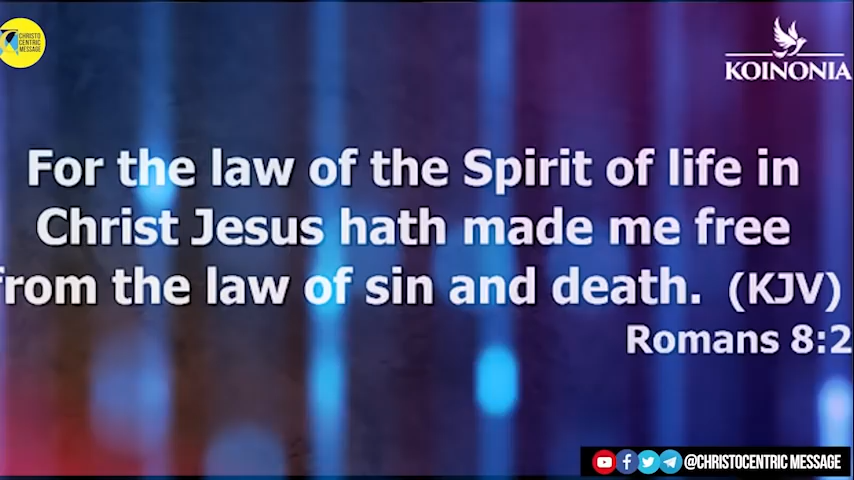 CHRISTO
CENTRIC
MESSAGE
KOINONIA
For the law of the Spirit of life in
Christ Jesus hath made me free
from the law of sin and death. (KJV)
Romans 8:2
@CHRISTOCENTRIC MESSAGE